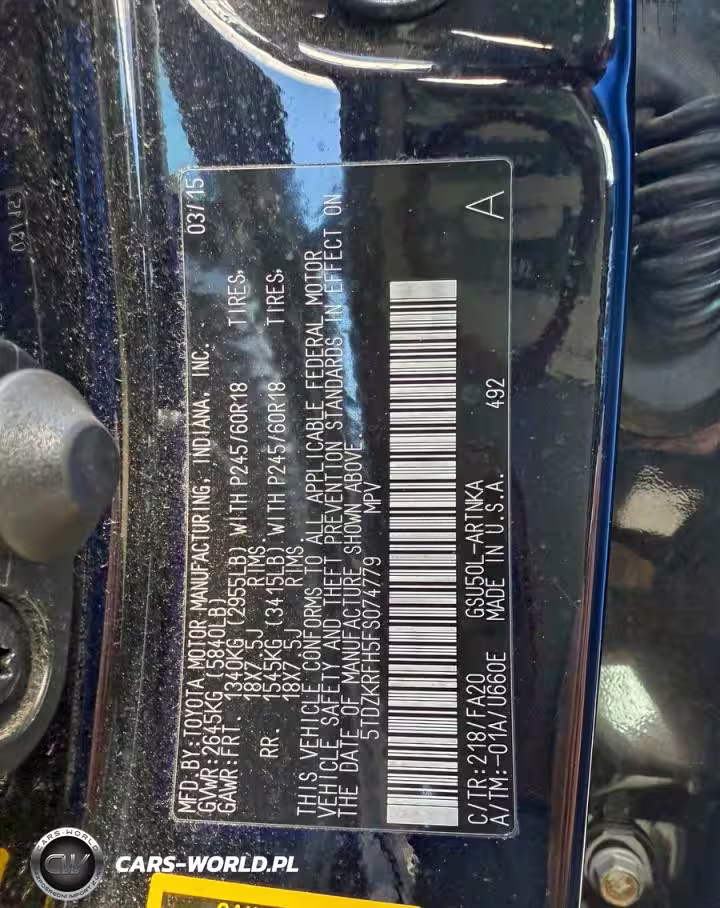 MFD.BY:TOYOTA MOTOR MANUFACTURING, INDIANA, INC. 03/15
GVWR:2645KG (5840LB)
GAWR:FRT. 1340KG (2955LB) WITH P245/60R18 TIRES,
18X7.5J RIMS.
RR. 1545KG (3415LB) WITH P245/60R18 TIRES,
18X7.5J RIMS.
THIS VEHICLE CONFORMS TO ALL APPLICABLE FEDERAL MOTOR
VEHICLE SAFETY AND THEFT PREVENTION STANDARDS IN EFFECT ON
THE DATE OF MANUFACTURE SHOWN ABOVE.
5TDZKRFH5FS074779 MPV
A
C/TR:218/FA20 GSU50L-ARTNKA 492
A/TM:-01A/U660E MADE IN U.S.A.
CARS-WORLD
CW
CARS-WORLD.PL